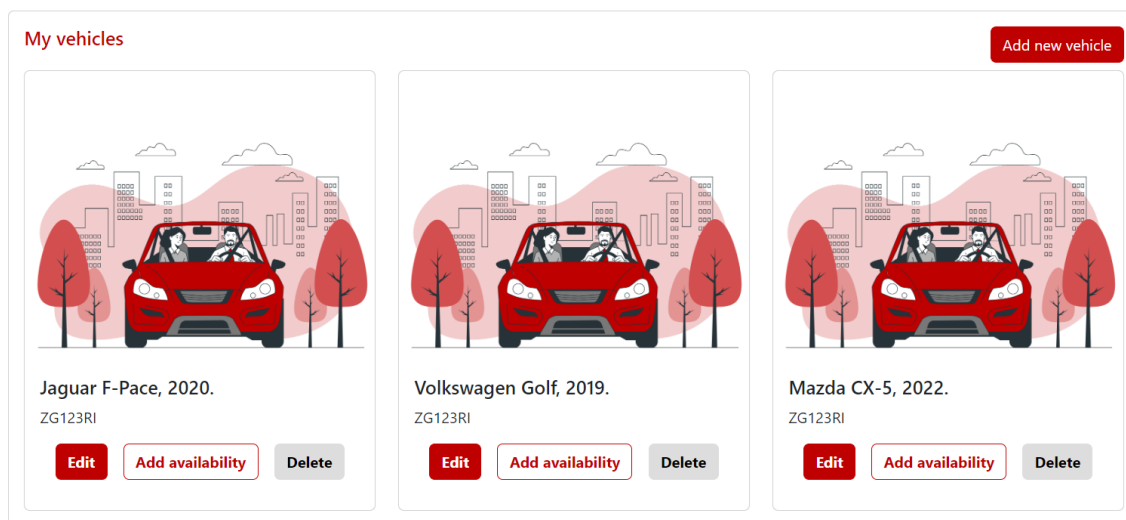 My vehicles
Add new vehicle
Jaguar F-Pace, 2020.
ZG123RI
Edit Add availability Delete
Volkswagen Golf, 2019.
ZG123RI
Edit Add availability Delete
Mazda CX-5, 2022.
ZG123RI
Edit Add availability Delete